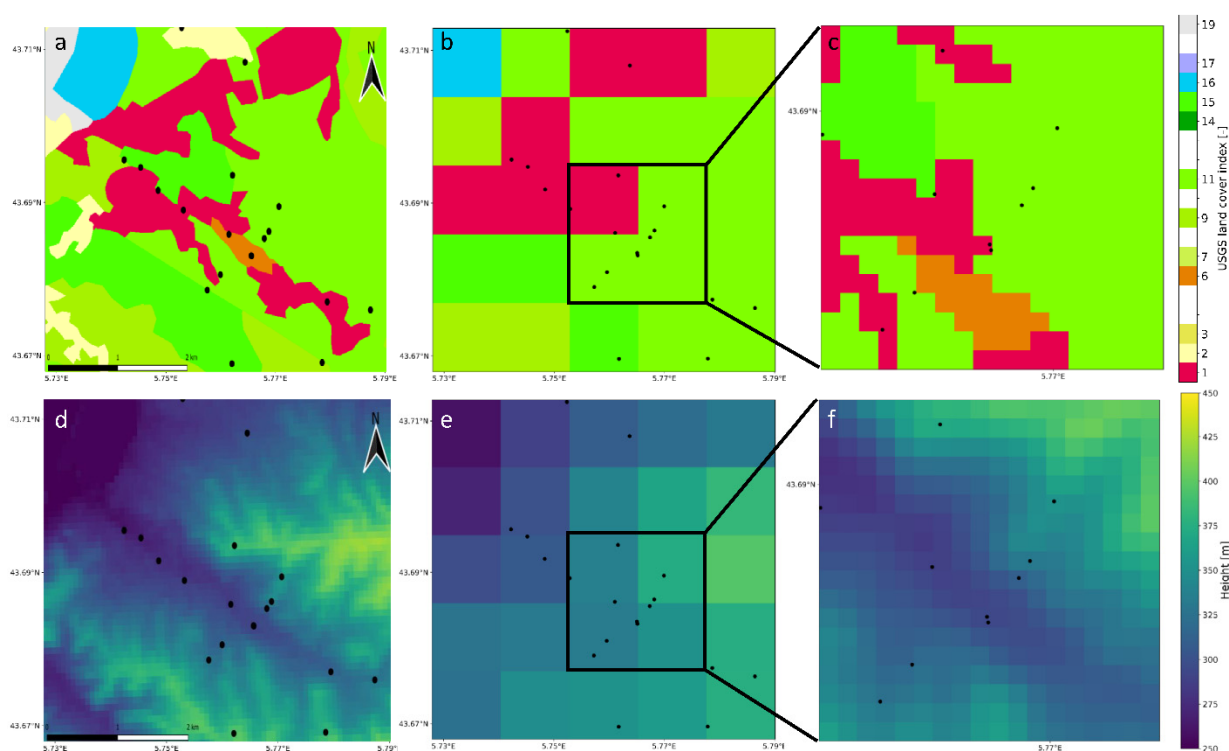 a
N
43.71°N
43.69°N
43.67°N
0 1 2 km
5.73°E 5.75°E 5.77°E 5.79°E
b
43.71°N
43.69°N
43.67°N
5.73°E 5.75°E 5.77°E 5.79°E
c
43.69°N
5.77°E
19
17
16
15
14
11
9
7
6
3
2
1
USGS land cover index [-]
d
N
43.71°N
43.69°N
43.67°N
0 1 2 km
5.73°E 5.75°E 5.77°E 5.79°E
e
43.71°N
43.69°N
43.67°N
5.73°E 5.75°E 5.77°E 5.79°E
f
43.69°N
5.77°E
450
425
400
375
350
325
300
275
250
Height [m]